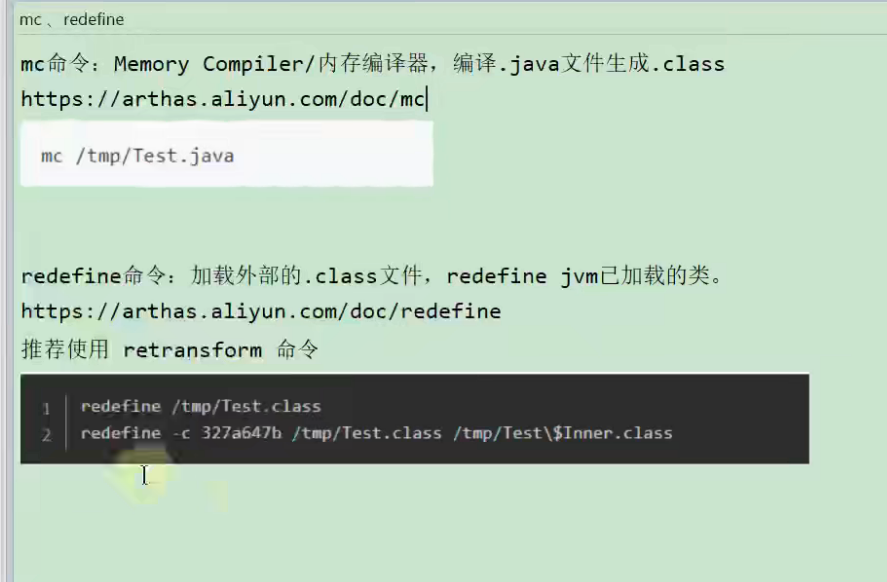 mc 、redefine
mc命令：Memory Compiler/内存编译器，编译.java文件生成.class
https://arthas.aliyun.com/doc/mc
mc /tmp/Test.java
redefine命令：加载外部的.class文件，redefine jvm已加载的类。
https://arthas.aliyun.com/doc/redefine
推荐使用 retransform 命令
1 redefine /tmp/Test.class
2 redefine -c 327a647b /tmp/Test.class /tmp/Test\$Inner.class